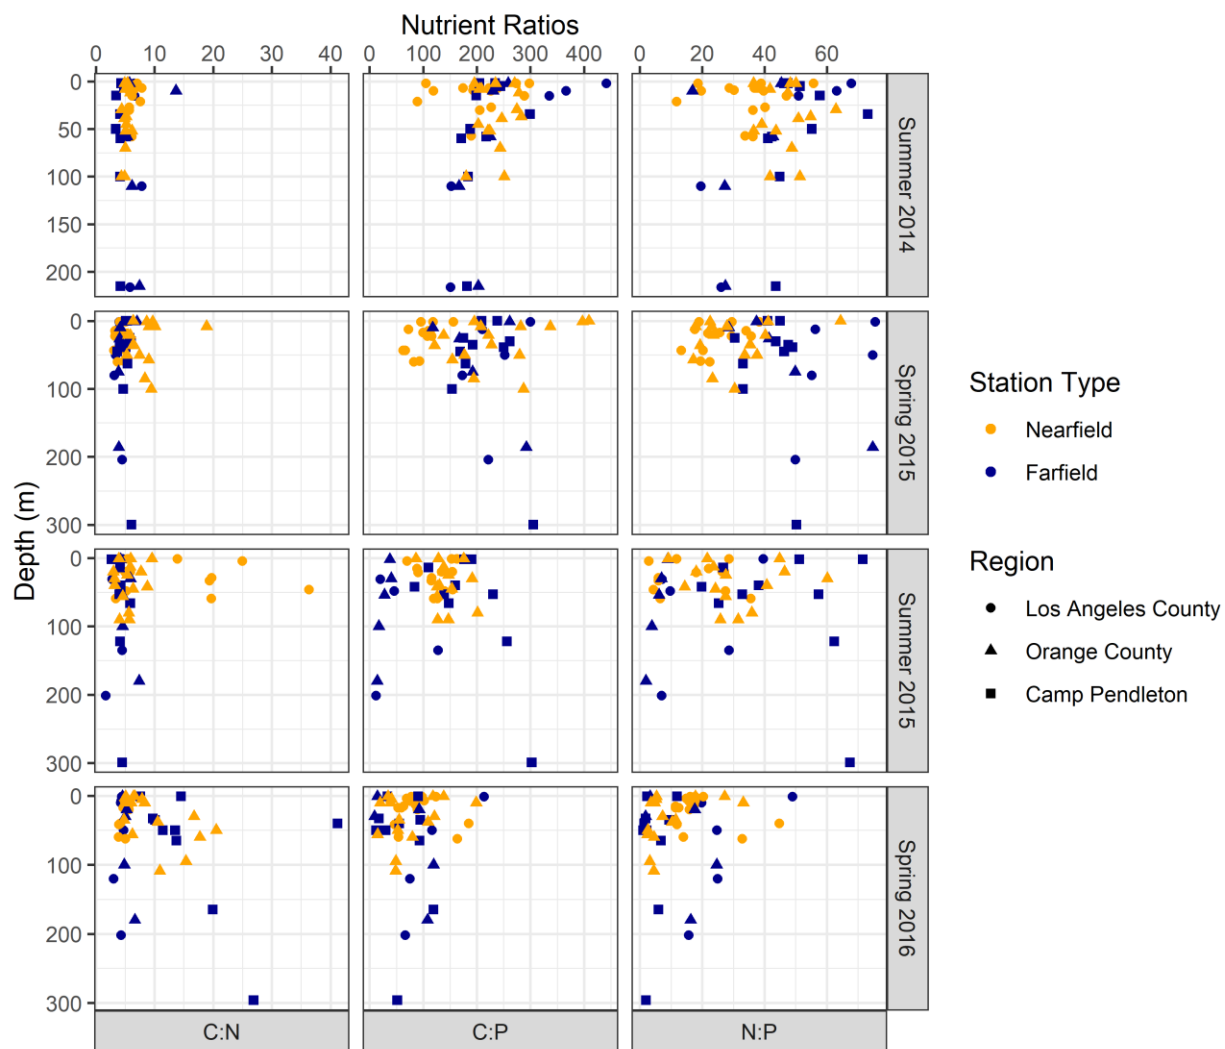 Nutrient Ratios
0 10 20 30 40 0 100 200 300 400 0 20 40 60
0
50
100
150
200
Summer 2014
0
100
200
300
Spring 2015
0
100
200
300
Summer 2015
0
100
200
300
Spring 2016
Depth (m)
C:N C:P N:P
Station Type
Nearfield
Farfield
Region
Los Angeles County
Orange County
Camp Pendleton